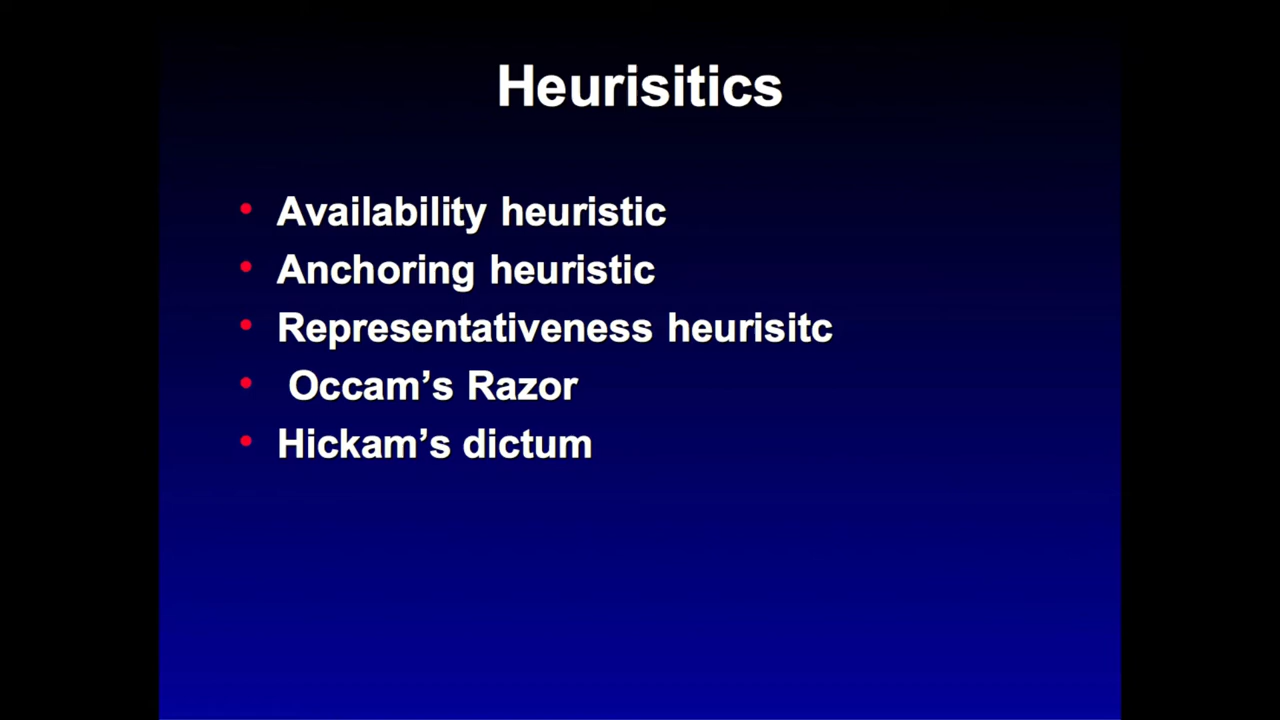 Heurisitics
• Availability heuristic
• Anchoring heuristic
• Representativeness heurisitc
• Occam’s Razor
• Hickam’s dictum